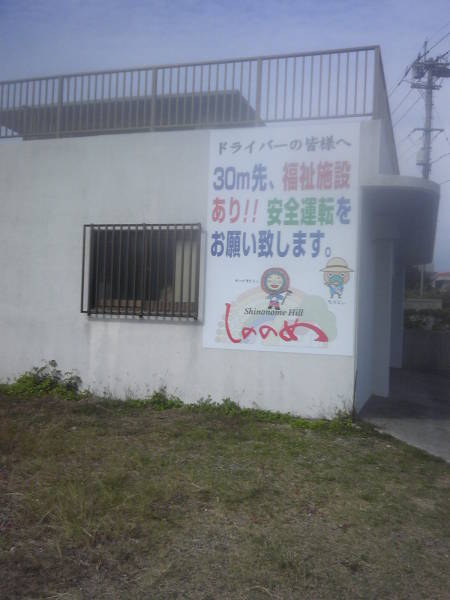 ドライバーの皆様へ
30m先、福祉施設
あり!! 安全運転を
お願い致します。
Shinonome Hill
しののめ